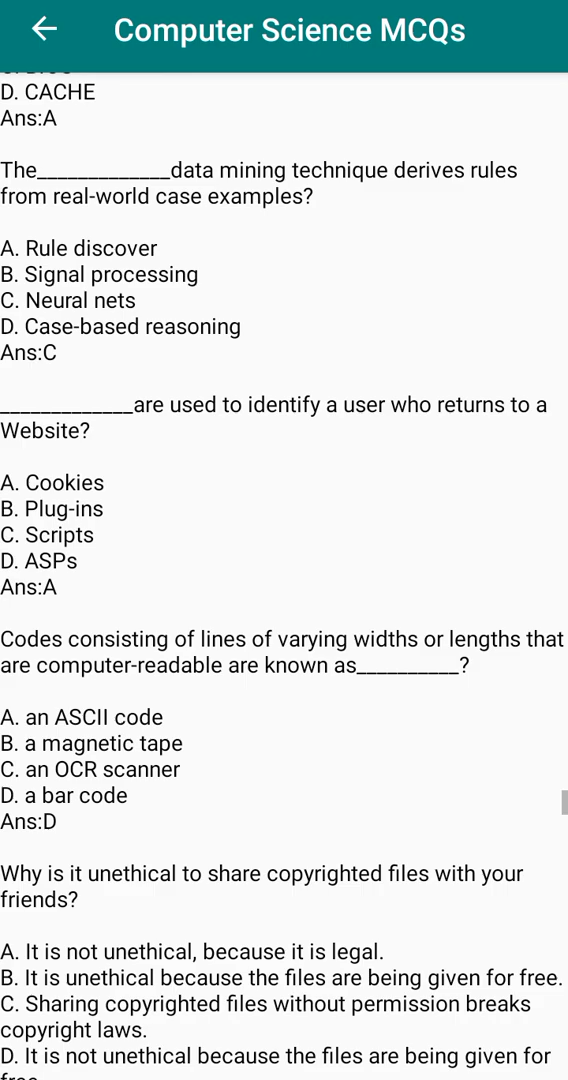 Computer Science MCQs
D. CACHE
Ans:A
The_____________data mining technique derives rules
from real-world case examples?
A. Rule discover
B. Signal processing
C. Neural nets
D. Case-based reasoning
Ans:C
_____________are used to identify a user who returns to a
Website?
A. Cookies
B. Plug-ins
C. Scripts
D. ASPs
Ans:A
Codes consisting of lines of varying widths or lengths that
are computer-readable are known as__________?
A. an ASCII code
B. a magnetic tape
C. an OCR scanner
D. a bar code
Ans:D
Why is it unethical to share copyrighted files with your
friends?
A. It is not unethical, because it is legal.
B. It is unethical because the files are being given for free.
C. Sharing copyrighted files without permission breaks
copyright laws.
D. It is not unethical because the files are being given for